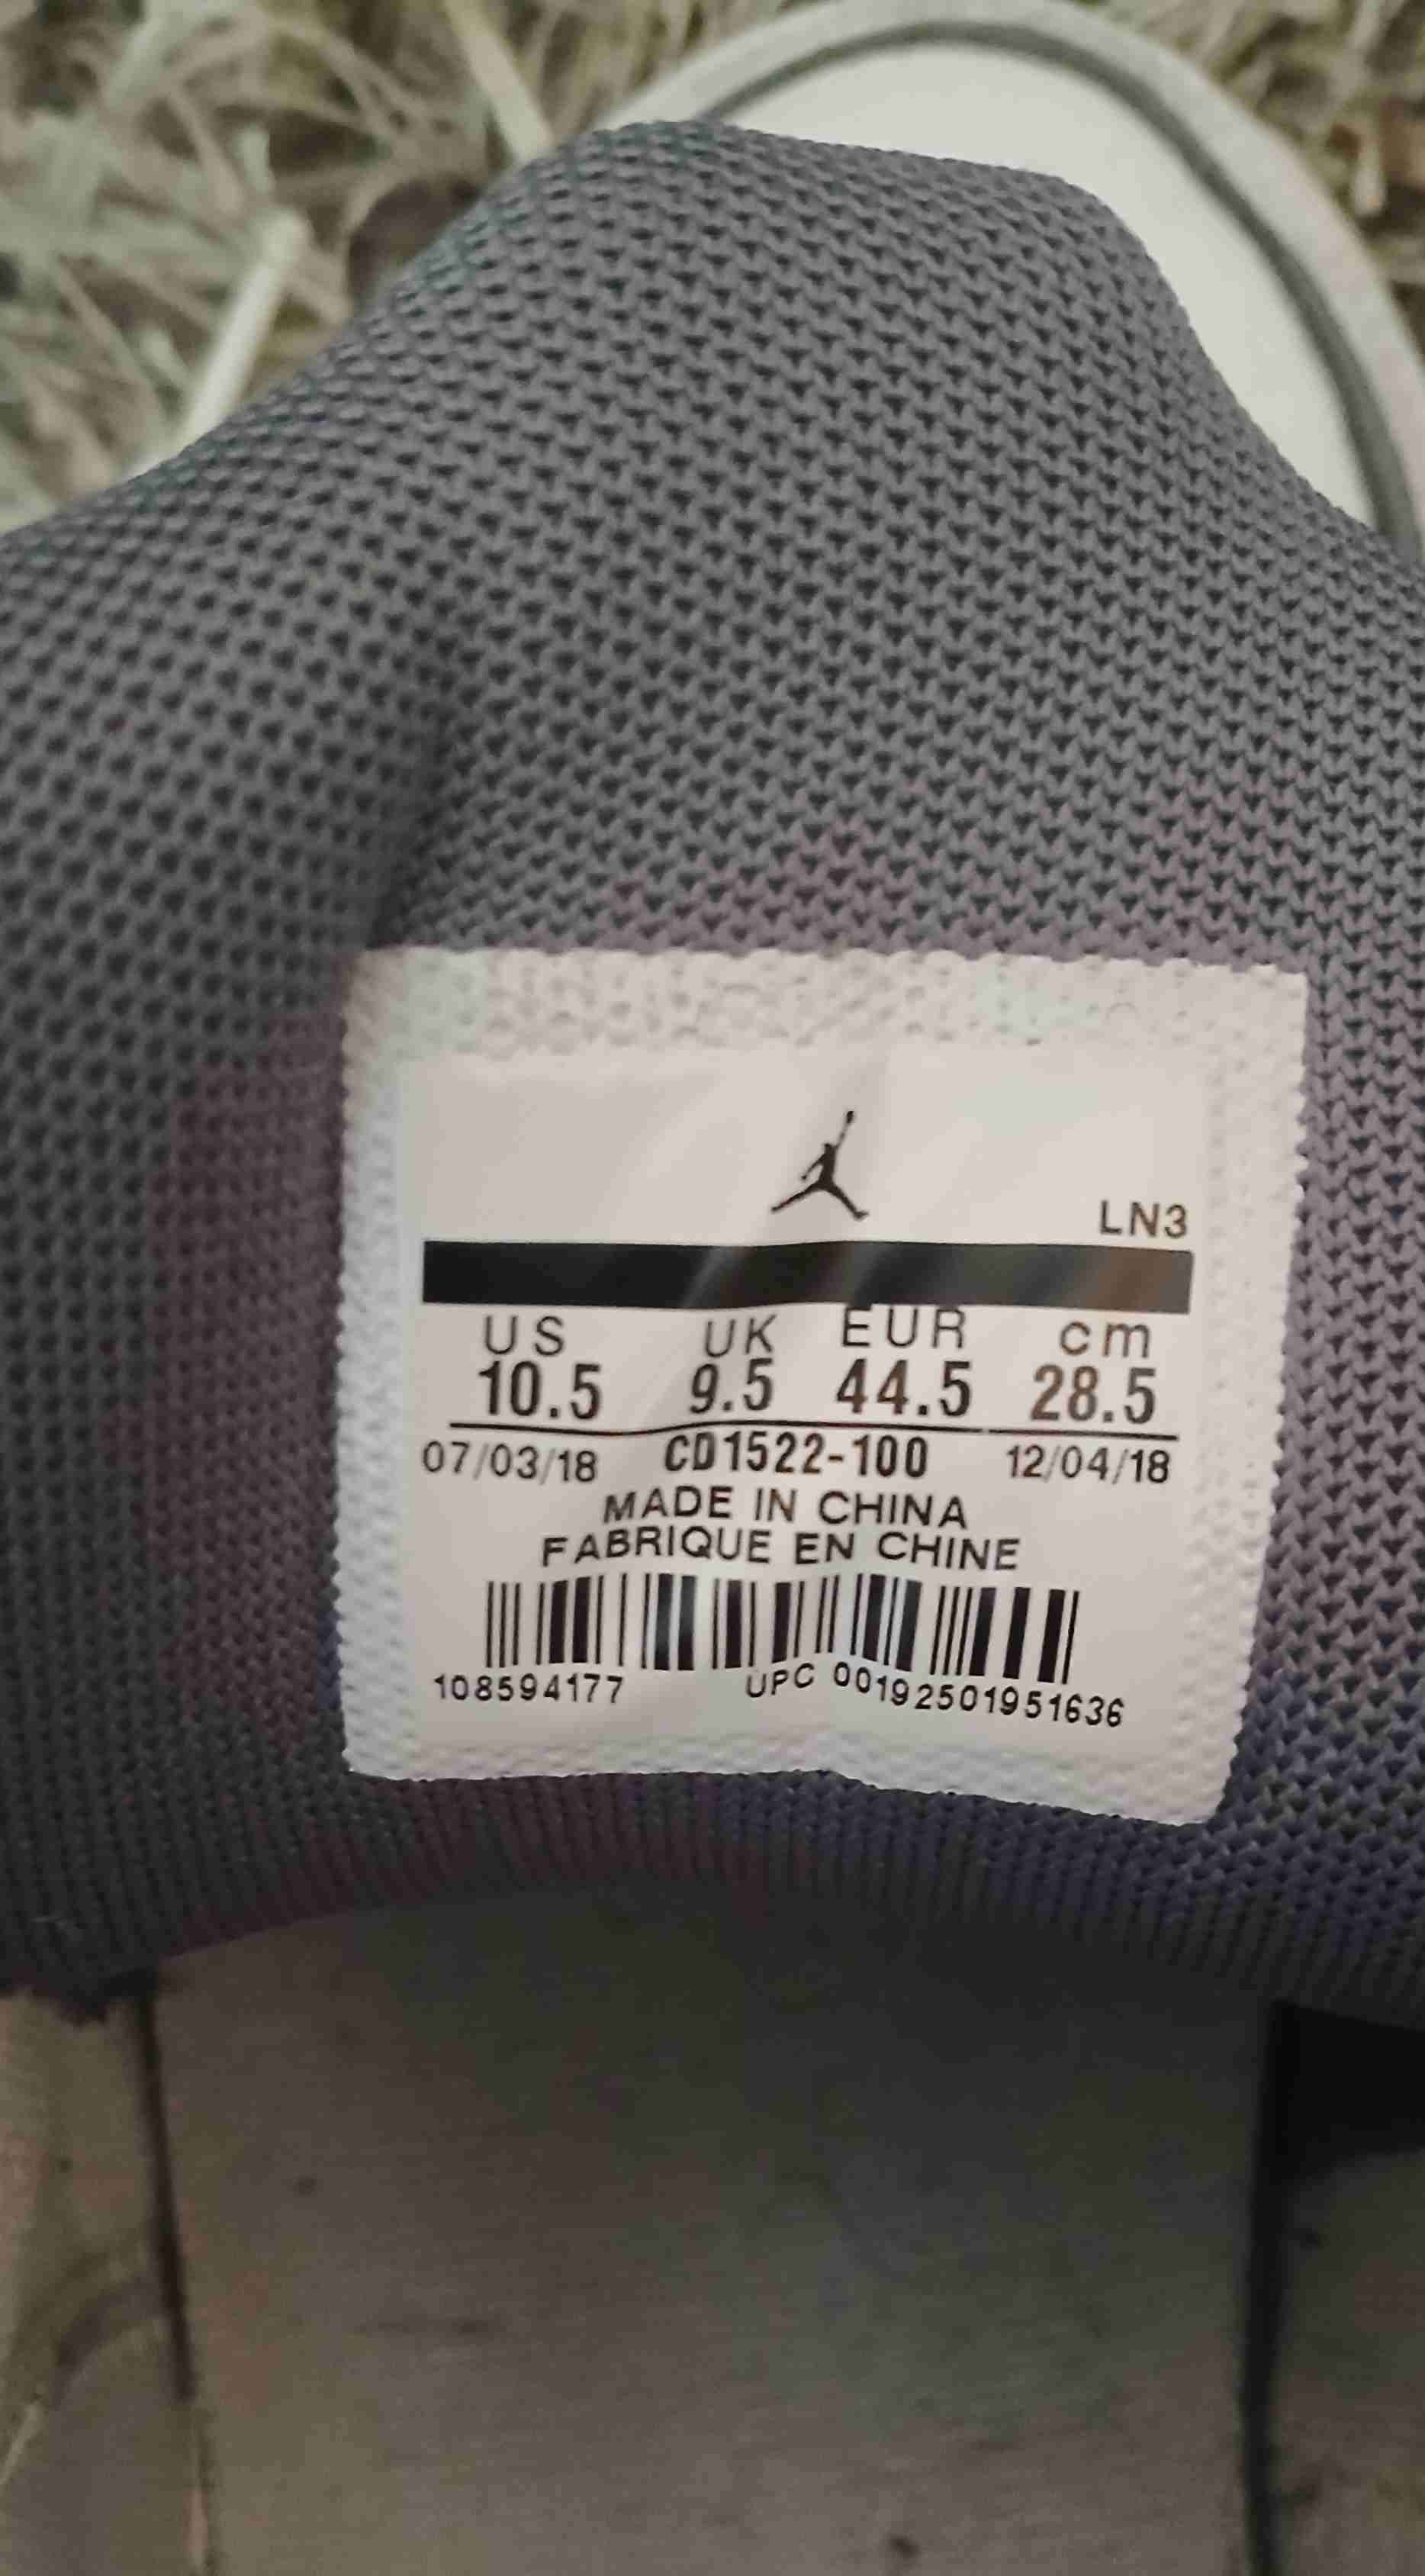 LN3
US UK EUR cm
10.5 9.5 44.5 28.5
07/03/18 CD1522-100 12/04/18
MADE IN CHINA
FABRIQUE EN CHINE
108594177 UPC 00192501951636